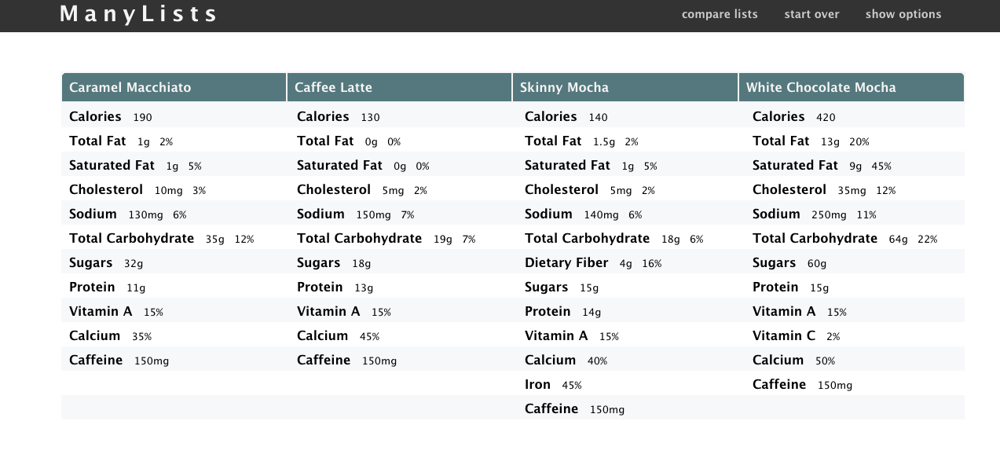 ManyLists compare lists start over show options
Caramel Macchiato Caffee Latte Skinny Mocha White Chocolate Mocha
Calories 190 Calories 130 Calories 140 Calories 420
Total Fat 1g 2% Total Fat 0g 0% Total Fat 1.5g 2% Total Fat 13g 20%
Saturated Fat 1g 5% Saturated Fat 0g 0% Saturated Fat 1g 5% Saturated Fat 9g 45%
Cholesterol 10mg 3% Cholesterol 5mg 2% Cholesterol 5mg 2% Cholesterol 35mg 12%
Sodium 130mg 6% Sodium 150mg 7% Sodium 140mg 6% Sodium 250mg 11%
Total Carbohydrate 35g 12% Total Carbohydrate 19g 7% Total Carbohydrate 18g 6% Total Carbohydrate 64g 22%
Sugars 32g Sugars 18g Dietary Fiber 4g 16% Sugars 60g
Protein 11g Protein 13g Sugars 15g Protein 15g
Vitamin A 15% Vitamin A 15% Protein 14g Vitamin A 15%
Calcium 35% Calcium 45% Vitamin A 15% Vitamin C 2%
Caffeine 150mg Caffeine 150mg Calcium 40% Calcium 50%
Iron 45% Caffeine 150mg
Caffeine 150mg